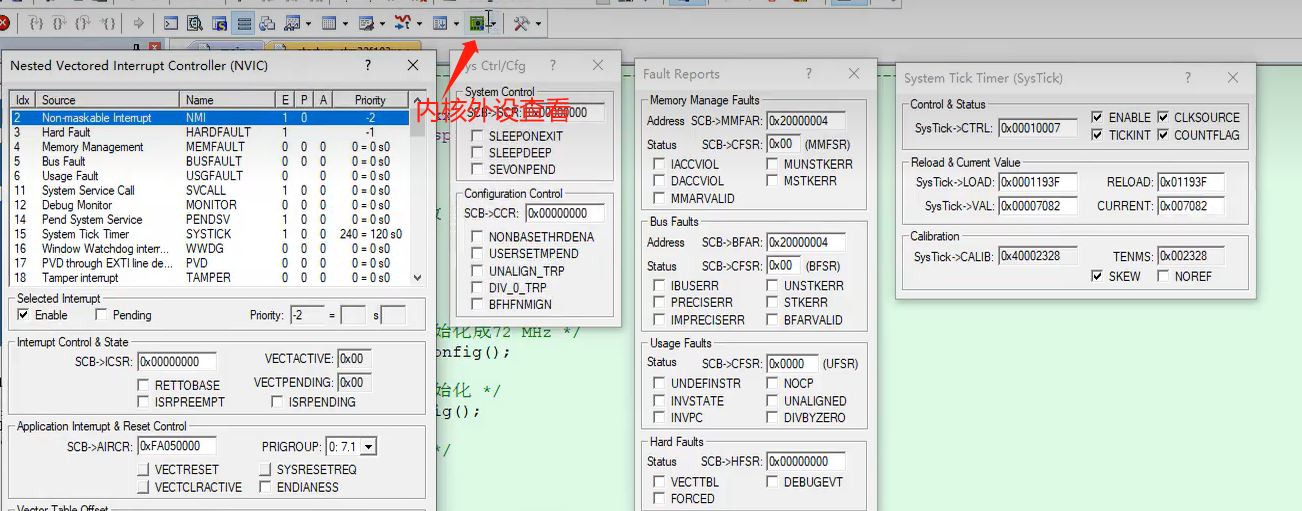 Nested Vectored Interrupt Controller (NVIC) ? ×
Idx Source Name E P A Priority
2 Non-maskable Interrupt NMI 1 0 -2
3 Hard Fault HARDFAULT 1 -1
4 Memory Management MEMFAULT 0 0 0 0 = 0 s0
5 Bus Fault BUSFAULT 0 0 0 0 = 0 s0
6 Usage Fault USGFAULT 0 0 0 0 = 0 s0
11 System Service Call SVCALL 1 0 0 0 = 0 s0
12 Debug Monitor MONITOR 0 0 0 0 = 0 s0
14 Pend System Service PENDSV 1 0 0 0 = 0 s0
15 System Tick Timer SYSTICK 1 0 0 240 = 120 s0
16 Window Watchdog interr... WWDG 0 0 0 0 = 0 s0
17 PVD through EXTI line de... PVD 0 0 0 0 = 0 s0
18 Tamper interrupt TAMPER 0 0 0 0 = 0 s0
Selected Interrupt
Enable Pending Priority: -2 = s
Interrupt Control & State
SCB->ICSR: 0x00000000 VECTACTIVE: 0x00
RETTOBASE VECTPENDING: 0x00
ISRPREEMPT ISRPENDING
Application Interrupt & Reset Control
SCB->AIRCR: 0xFA050000 PRIGROUP: 0: 7.1
VECTRESET SYSRESETREQ
VECTCLRACTIVE ENDIANESS
Vector Table Offset
内核外设查看
ys Ctrl/Cfg ? ×
System Control
SCB->SCR: 0x00000000
SLEEPONEXIT
SLEEPDEEP
SEVONPEND
Configuration Control
SCB->CCR: 0x00000000
NONBASETHRDENA
USERSETMPEND
UNALIGN_TRP
DIV_0_TRP
BFHFNMIGN
始化成72 MHz */
onfig();
始化 */
ig();
*/
Fault Reports ? ×
Memory Manage Faults
Address SCB->MMFAR: 0x20000004
Status SCB->CFSR: 0x00 (MMFSR)
IACCVIOL MUNSTKERR
DACCVIOL MSTKERR
MMARVALID
Bus Faults
Address SCB->BFAR: 0x20000004
Status SCB->CFSR: 0x00 (BFSR)
IBUSERR UNSTKERR
PRECISERR STKERR
IMPRECISERR BFARVALID
Usage Faults
Status SCB->CFSR: 0x0000 (UFSR)
UNDEFINSTR NOCP
INVSTATE UNALIGNED
INVPC DIVBYZERO
Hard Faults
Status SCB->HFSR: 0x00000000
VECTTBL DEBUGEVT
FORCED
System Tick Timer (SysTick) ? ×
Control & Status
SysTick->CTRL: 0x00010007 ENABLE CLKSOURCE
TICKINT COUNTFLAG
Reload & Current Value
SysTick->LOAD: 0x0001193F RELOAD: 0x01193F
SysTick->VAL: 0x00007082 CURRENT: 0x007082
Calibration
SysTick->CALIB: 0x40002328 TENMS: 0x002328
SKEW NOREF